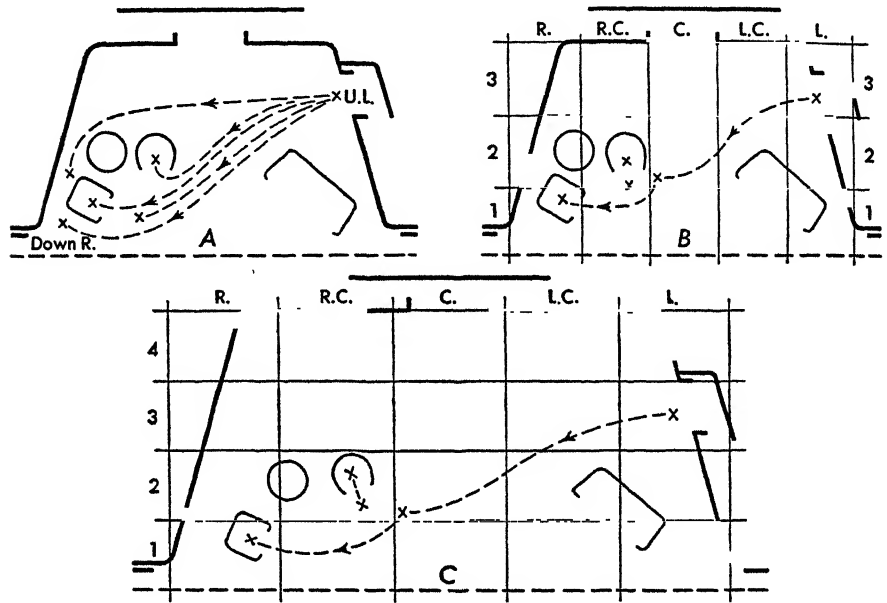 U.L.
Down R.
A
R. R.C. C. L.C. L.
3 3
2 2
1 1
B
R. R.C. C. L.C. L.
4
3
2
1
C